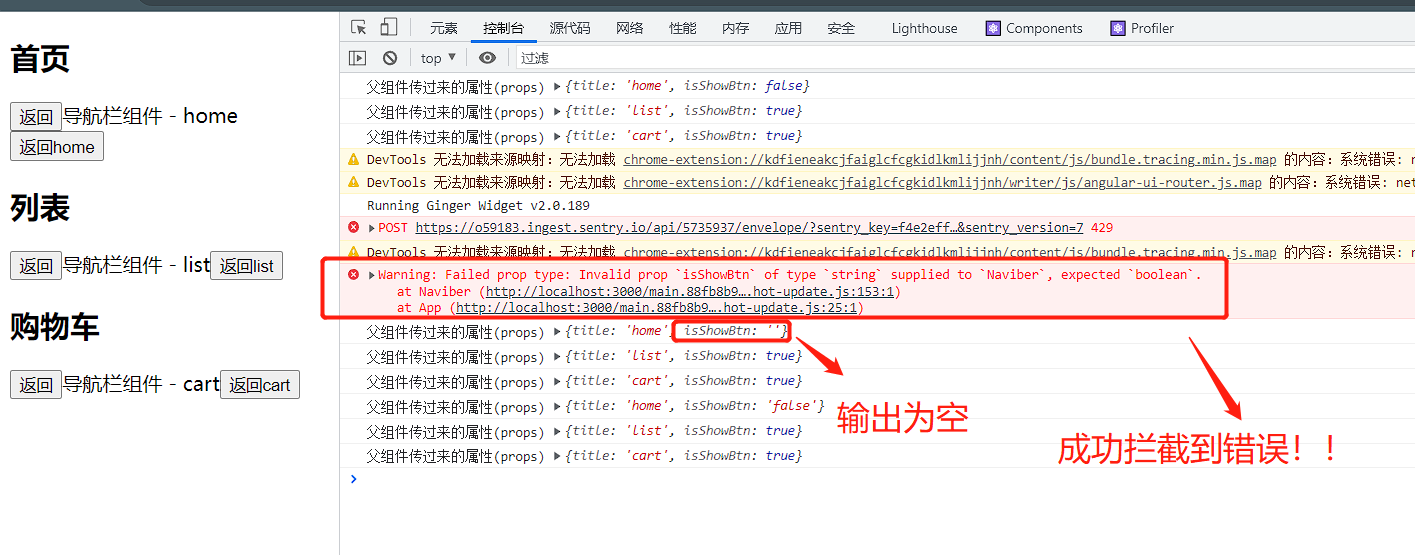 首页
返回导航栏组件 - home
返回home
列表
返回导航栏组件 - list返回list
购物车
返回导航栏组件 - cart返回cart
元素 控制台 源代码 网络 性能 内存 应用 安全 Lighthouse Components Profiler
top 过滤
父组件传过来的属性(props) {title: 'home', isShowBtn: false}
父组件传过来的属性(props) {title: 'list', isShowBtn: true}
父组件传过来的属性(props) {title: 'cart', isShowBtn: true}
DevTools 无法加载来源映射：无法加载 chrome-extension://kdfieneakcjfaiglcfcgkidlkmlijjnh/content/js/bundle.tracing.min.js.map 的内容：系统错误：n
DevTools 无法加载来源映射：无法加载 chrome-extension://kdfieneakcjfaiglcfcgkidlkmlijjnh/writer/js/angular-ui-router.js.map 的内容：系统错误：net
Running Ginger Widget v2.0.189
POST https://o59183.ingest.sentry.io/api/5735937/envelope/?sentry_key=f4e2eff…&sentry_version=7 429
DevTools 无法加载来源映射：无法加载 chrome-extension://kdfieneakcjfaiglcfcgkidlkmlijjnh/content/js/bundle.tracing.min.js.map 的内容：系统错误：n
Warning: Failed prop type: Invalid prop `isShowBtn` of type `string` supplied to `Naviber`, expected `boolean`.
at Naviber (http://localhost:3000/main.88fb8b9….hot-update.js:153:1)
at App (http://localhost:3000/main.88fb8b9….hot-update.js:25:1)
父组件传过来的属性(props) {title: 'home', isShowBtn: ''}
父组件传过来的属性(props) {title: 'list', isShowBtn: true}
父组件传过来的属性(props) {title: 'cart', isShowBtn: true}
父组件传过来的属性(props) {title: 'home', isShowBtn: 'false'}
父组件传过来的属性(props) {title: 'list', isShowBtn: true}
父组件传过来的属性(props) {title: 'cart', isShowBtn: true}
输出为空
成功拦截到错误！！